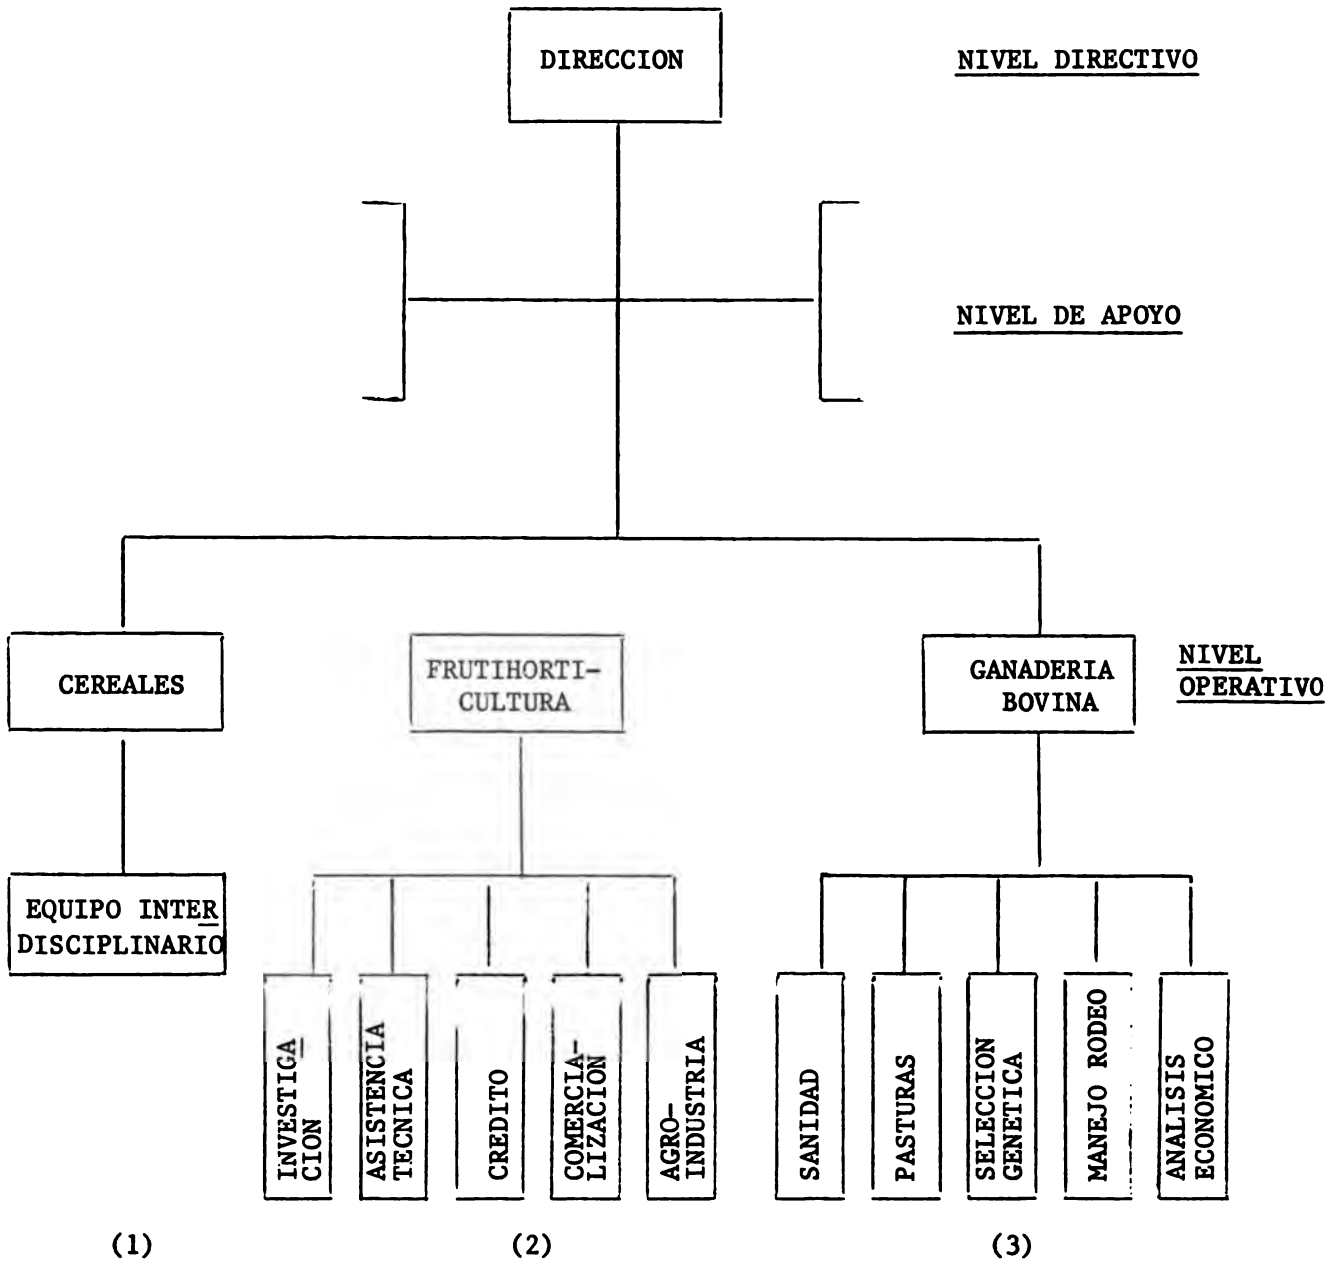 DIRECCION
NIVEL DIRECTIVO
NIVEL DE APOYO
CEREALES
FRUTIHORTI-
CULTURA
GANADERIA
BOVINA
NIVEL
OPERATIVO
EQUIPO INTER
DISCIPLINARIO
INVESTIGA
CION
ASISTENCIA
TECNICA
CREDITO
COMERCIA-
LIZACION
AGRO-
INDUSTRIA
SANIDAD
PASTURAS
SELECCION
GENETICA
MANEJO RODEO
ANALISIS
ECONOMICO
(1)
(2)
(3)